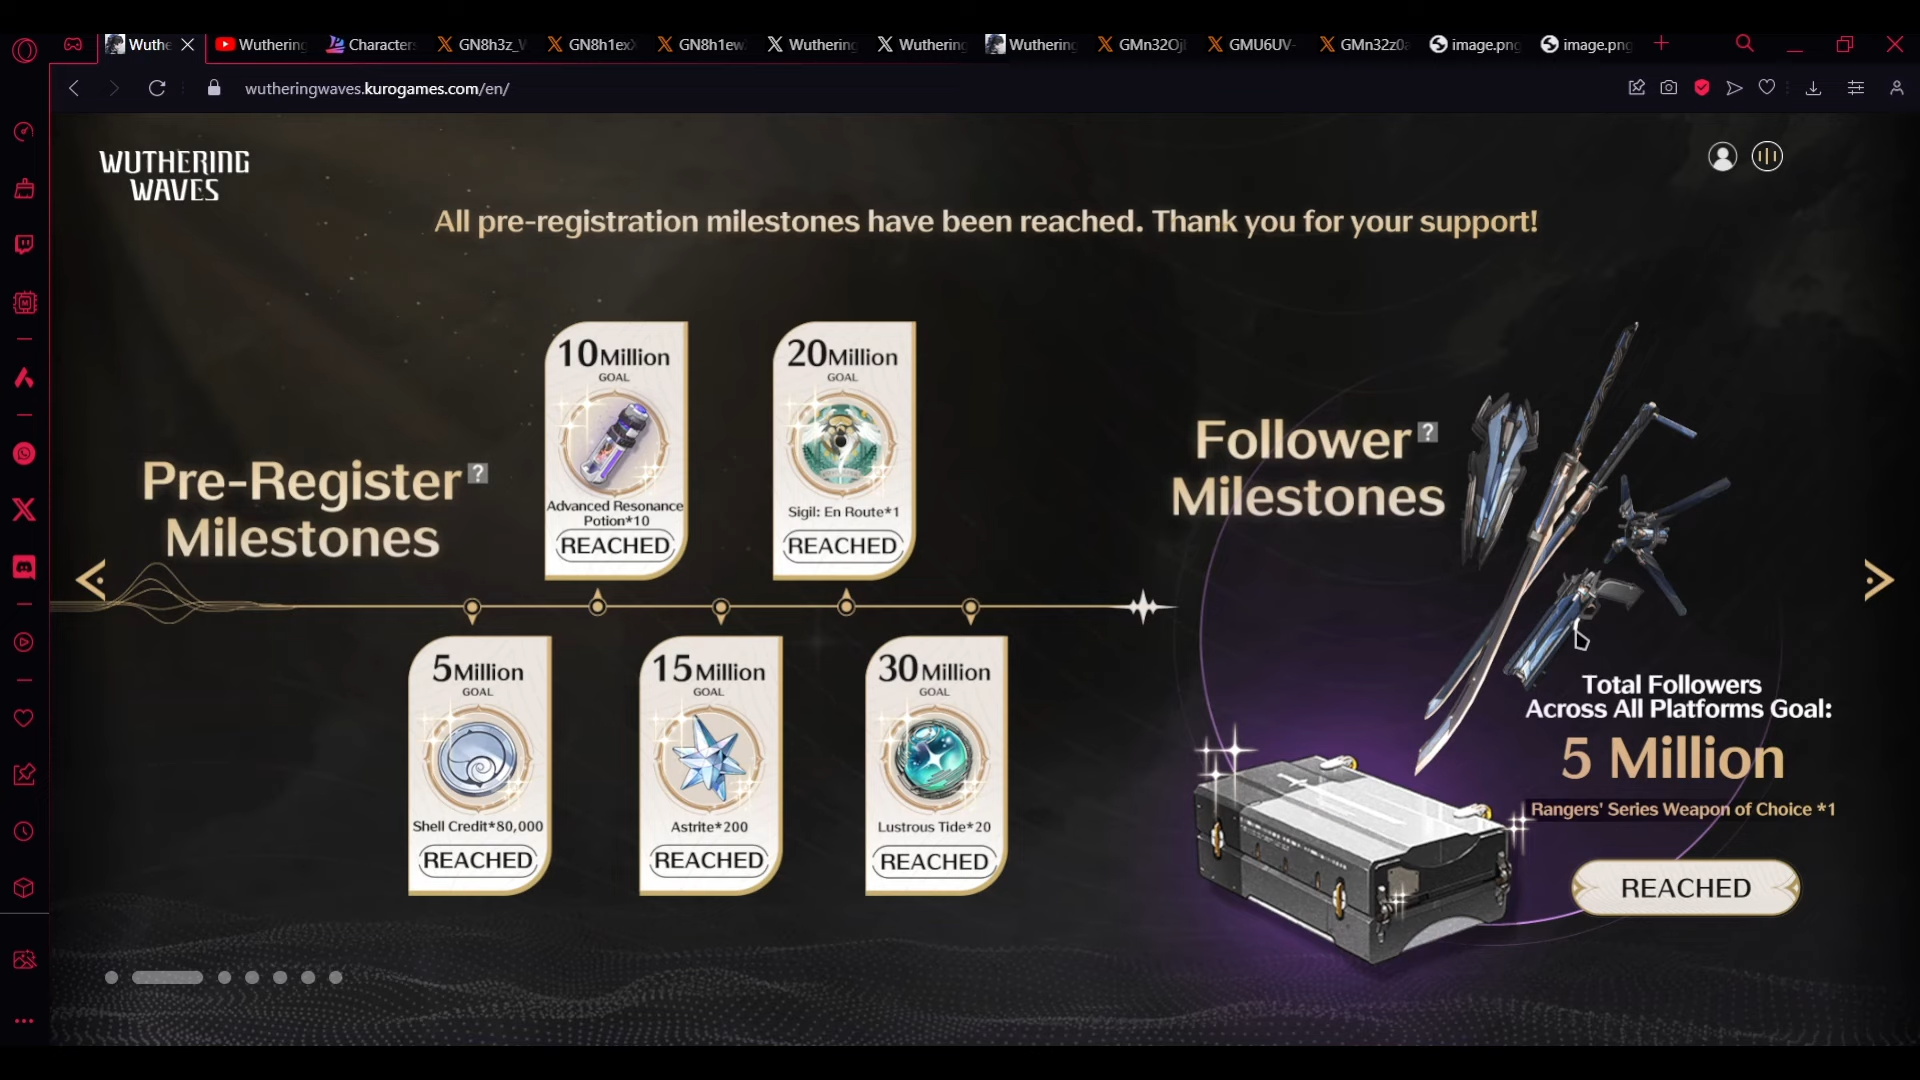 Wuthe
Wuthering
Character
GN8h3z_W
GN8h1ex
GN8h1ew
Wuthering
Wuthering
Wuthering
GMn32Oj
GMU6UV-
GMn32z0
image.png
image.png
wutheringwaves.kurogames.com/en/
WUTHERING
WAVES
All pre-registration milestones have been reached. Thank you for your support!
Pre-Register ?
Milestones
10Million
GOAL
Advanced Resonance
Potion*10
REACHED
20Million
GOAL
Sigil: En Route*1
REACHED
5Million
GOAL
Shell Credit*80,000
REACHED
15Million
GOAL
Astrite*200
REACHED
30Million
GOAL
Lustrous Tide*20
REACHED
Follower ?
Milestones
Total Followers
Across All Platforms Goal:
5 Million
Rangers' Series Weapon of Choice *1
REACHED